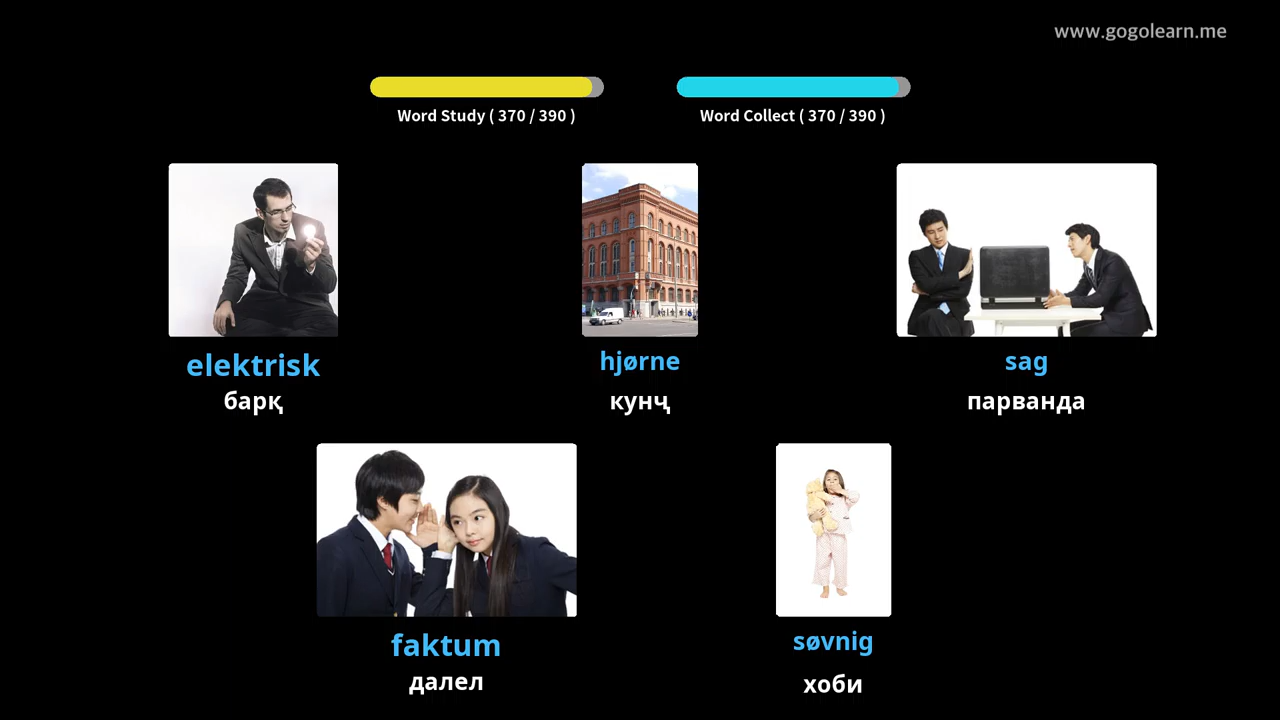 www.gogolearn.me
Word Study ( 370 / 390 )
Word Collect ( 370 / 390 )
elektrisk
барқ
hjørne
кунҷ
sag
парванда
faktum
далел
søvnig
хоби